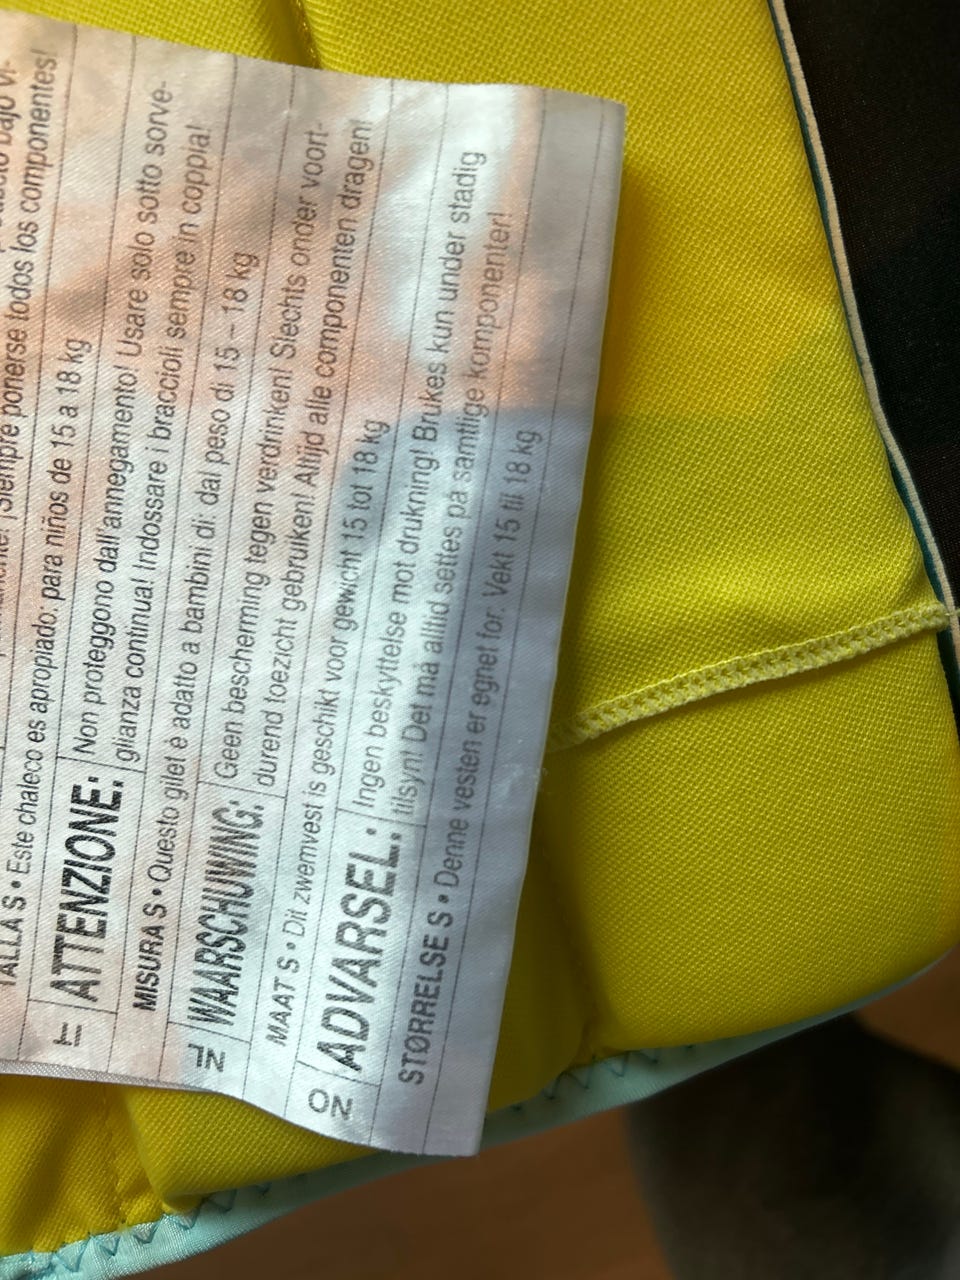 bajo vi-
¡Siempre ponerse todos los componentes!
TALLA S • Este chaleco es apropiado: para niños de 15 a 18 kg
IT
ATTENZIONE: Non proteggono dall'annegamento! Usare solo sotto sorve-
glianza continua! Indossare i braccioli sempre in coppia!
MISURA S • Questo gilet è adatto a bambini di: dal peso di 15 - 18 kg
NL
WAARSCHUWING: Geen bescherming tegen verdrinken! Slechts onder voort-
durend toezicht gebruiken! Altijd alle componenten dragen!
MAAT S • Dit zwemvest is geschikt voor gewicht 15 tot 18 kg
NO
ADVARSEL: Ingen beskyttelse mot drukning! Brukes kun under stadig
tilsyn! Det må alltid settes på samtlige komponenter!
STØRRELSE S • Denne vesten er egnet for: Vekt 15 til 18 kg